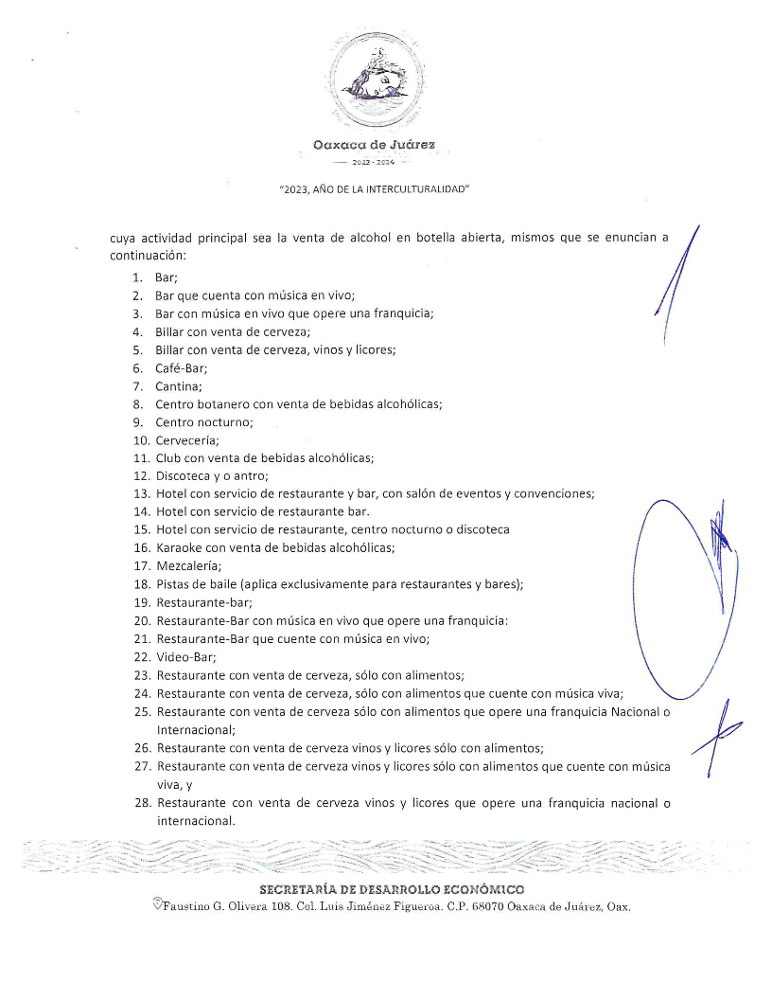 Oaxaca de Juárez
2022 - 2024
"2023, AÑO DE LA INTERCULTURALIDAD"
cuya actividad principal sea la venta de alcohol en botella abierta, mismos que se enuncian a
continuación:
1. Bar;
2. Bar que cuenta con música en vivo;
3. Bar con música en vivo que opere una franquicia;
4. Billar con venta de cerveza;
5. Billar con venta de cerveza, vinos y licores;
6. Café-Bar;
7. Cantina;
8. Centro botanero con venta de bebidas alcohólicas;
9. Centro nocturno;
10. Cervecería;
11. Club con venta de bebidas alcohólicas;
12. Discoteca y o antro;
13. Hotel con servicio de restaurante y bar, con salón de eventos y convenciones;
14. Hotel con servicio de restaurante bar.
15. Hotel con servicio de restaurante, centro nocturno o discoteca
16. Karaoke con venta de bebidas alcohólicas;
17. Mezcalería;
18. Pistas de baile (aplica exclusivamente para restaurantes y bares);
19. Restaurante-bar;
20. Restaurante-Bar con música en vivo que opere una franquicia:
21. Restaurante-Bar que cuente con música en vivo;
22. Video-Bar;
23. Restaurante con venta de cerveza, sólo con alimentos;
24. Restaurante con venta de cerveza, sólo con alimentos que cuente con música viva;
25. Restaurante con venta de cerveza sólo con alimentos que opere una franquicia Nacional o
Internacional;
26. Restaurante con venta de cerveza vinos y licores sólo con alimentos;
27. Restaurante con venta de cerveza vinos y licores sólo con alimentos que cuente con música
viva, y
28. Restaurante con venta de cerveza vinos y licores que opere una franquicia nacional o
internacional.
SECRETARÍA DE DESARROLLO ECONÓMICO
Faustino G. Olivera 108. Col. Luis Jiménez Figueroa. C.P. 68070 Oaxaca de Juárez, Oax.